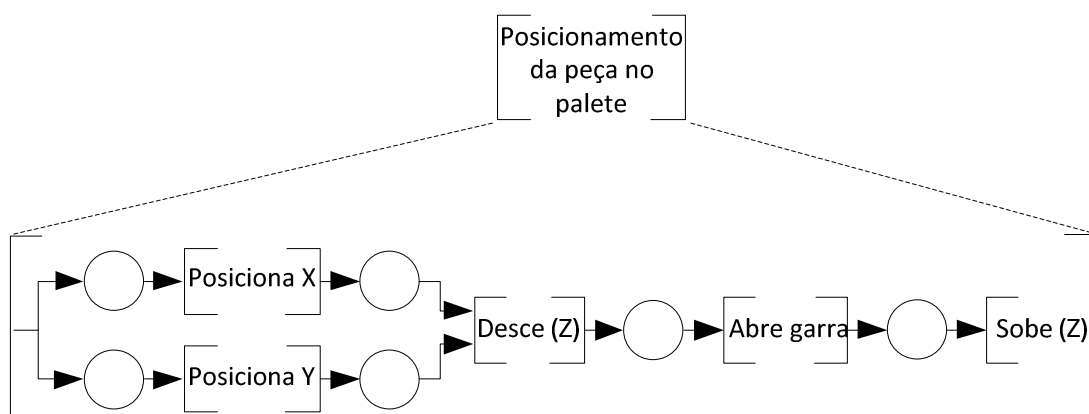 Posicionamento
da peça no
palete
Posiciona X
Posiciona Y
Desce (Z)
Abre garra
Sobe (Z)